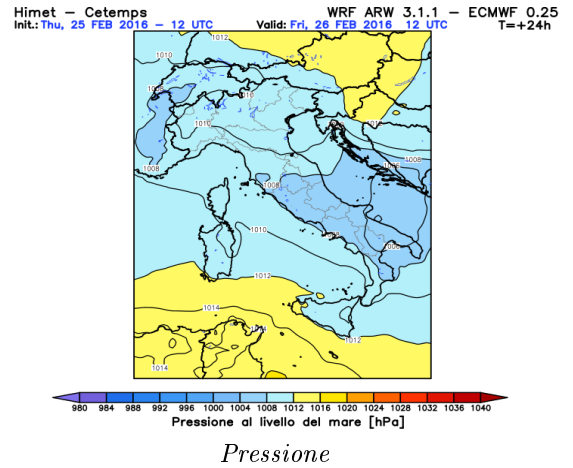 Himet – Cetemps WRF ARW 3.1.1 – ECMWF 0.25
Init.: Thu, 25 FEB 2016 – 12 UTC Valid: Fri, 26 FEB 2016 12 UTC T=+24h
1012
1010
1010
1010
1012
1008
1008
1008
1010
1012
1014
1014
1012
1014
980 984 988 992 996 1000 1004 1008 1012 1016 1020 1024 1028 1032 1036 1040
Pressione al livello del mare [hPa]
Pressione